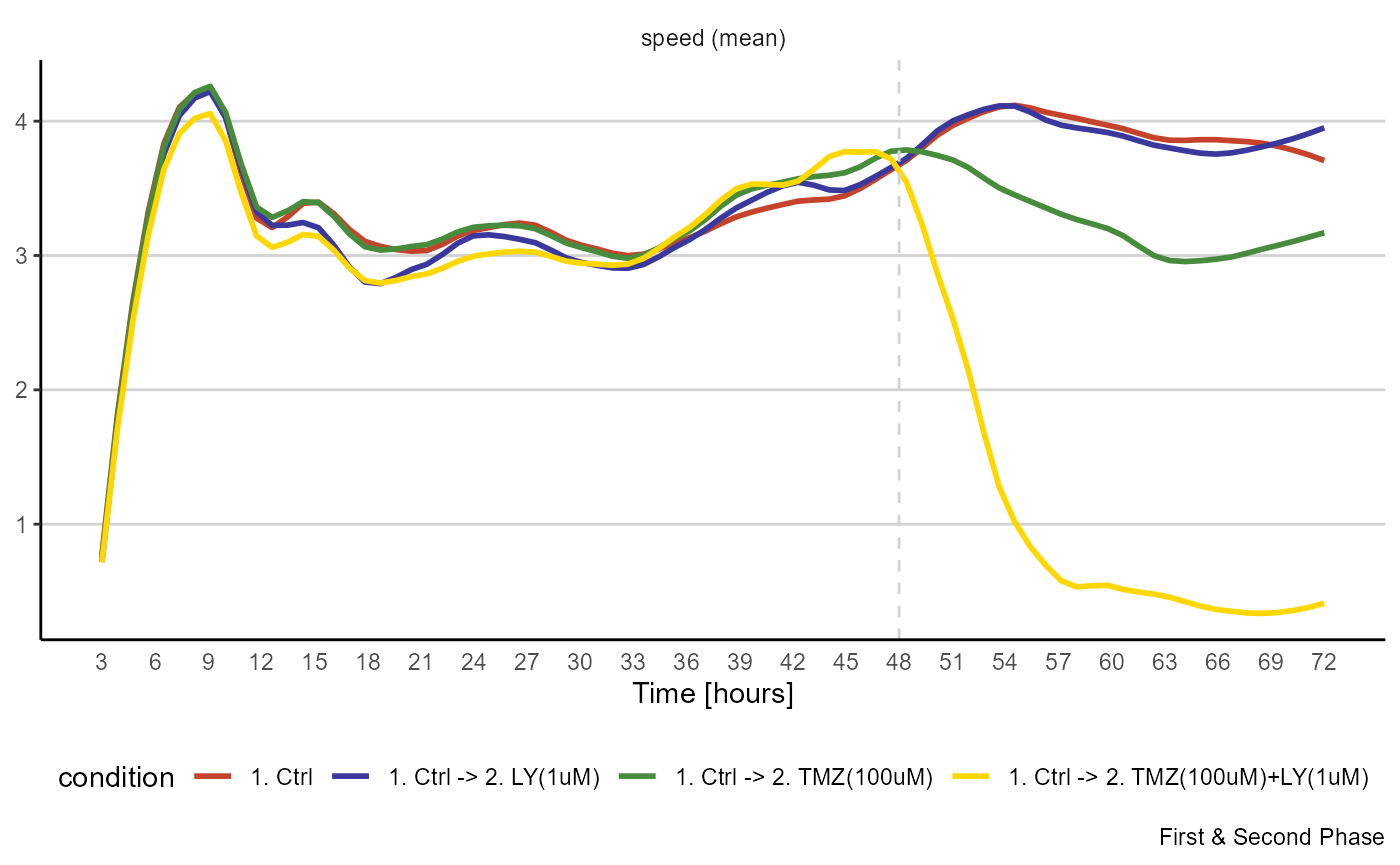 speed (mean)
4
3
2
1
3 6 9 12 15 18 21 24 27 30 33 36 39 42 45 48 51 54 57 60 63 66 69 72
Time [hours]
condition 1. Ctrl 1. Ctrl -> 2. LY(1uM) 1. Ctrl -> 2. TMZ(100uM) 1. Ctrl -> 2. TMZ(100uM)+LY(1uM)
First & Second Phase